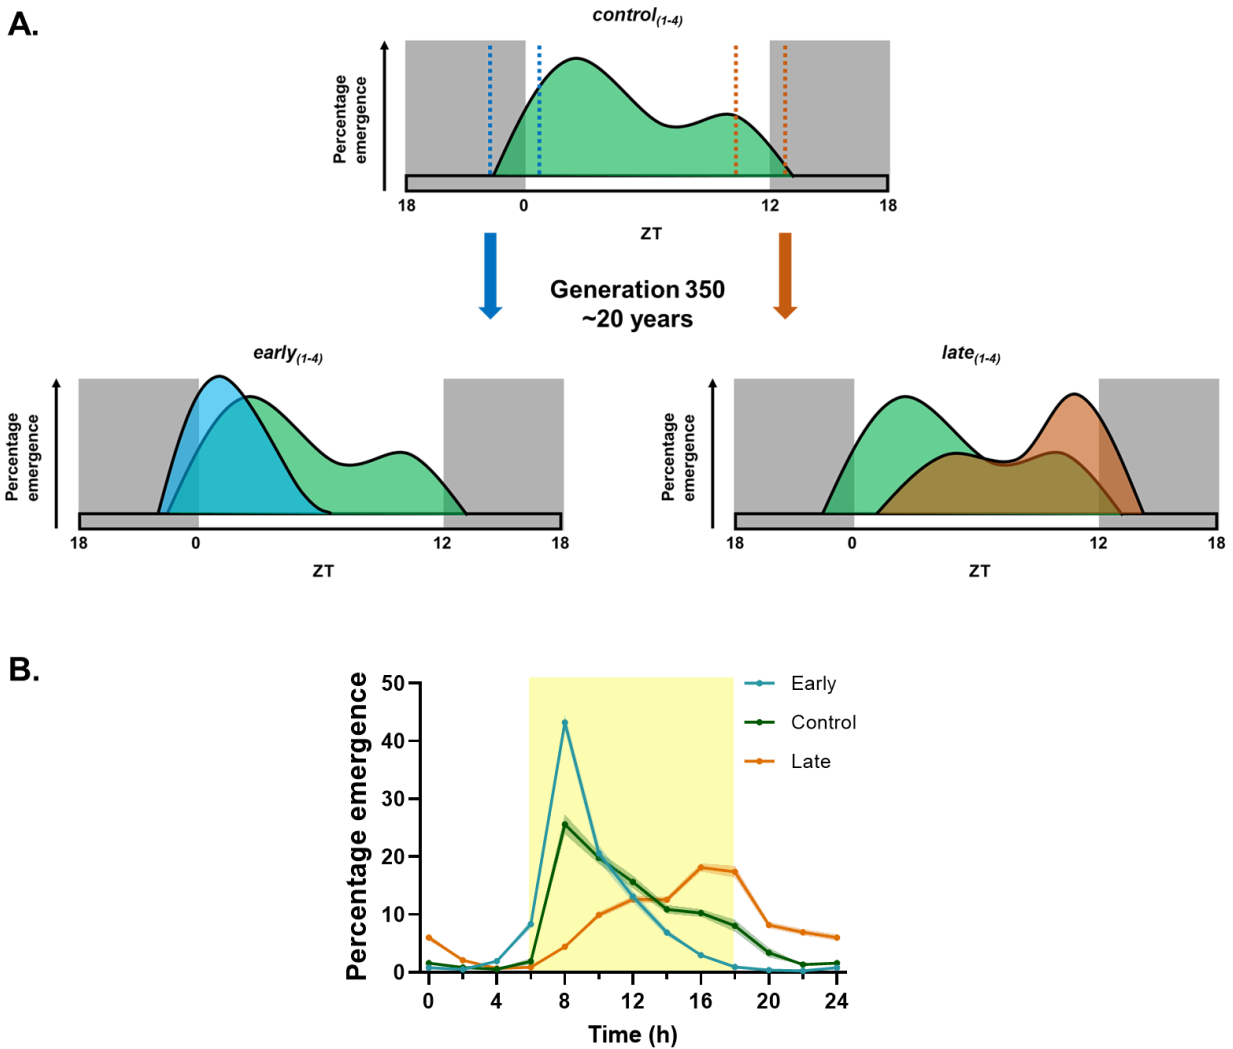 A.
control(1-4)
Percentage
emergence
18 0 12 18
ZT
Generation 350
~20 years
early(1-4)
late(1-4)
Percentage
emergence
Percentage
emergence
18 0 12 18
18 0 12 18
ZT
ZT
B.
Percentage emergence
50
40
30
20
10
0
0 4 8 12 16 20 24
Time (h)
Early
Control
Late